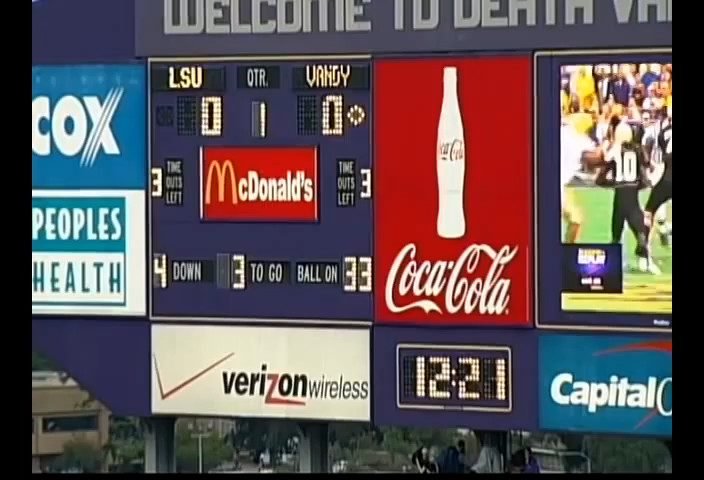 WELCOME TO DEATH VA
LSU QTR. VANDY
0 1 0
COX
3 TIME OUTS LEFT
McDonald's
TIME OUTS LEFT 3
PEOPLES
HEALTH
4 DOWN 3 TO GO BALL ON 33
Coca-Cola
Coca-Cola
10
REPLAY
verizonwireless
12:21
Capital